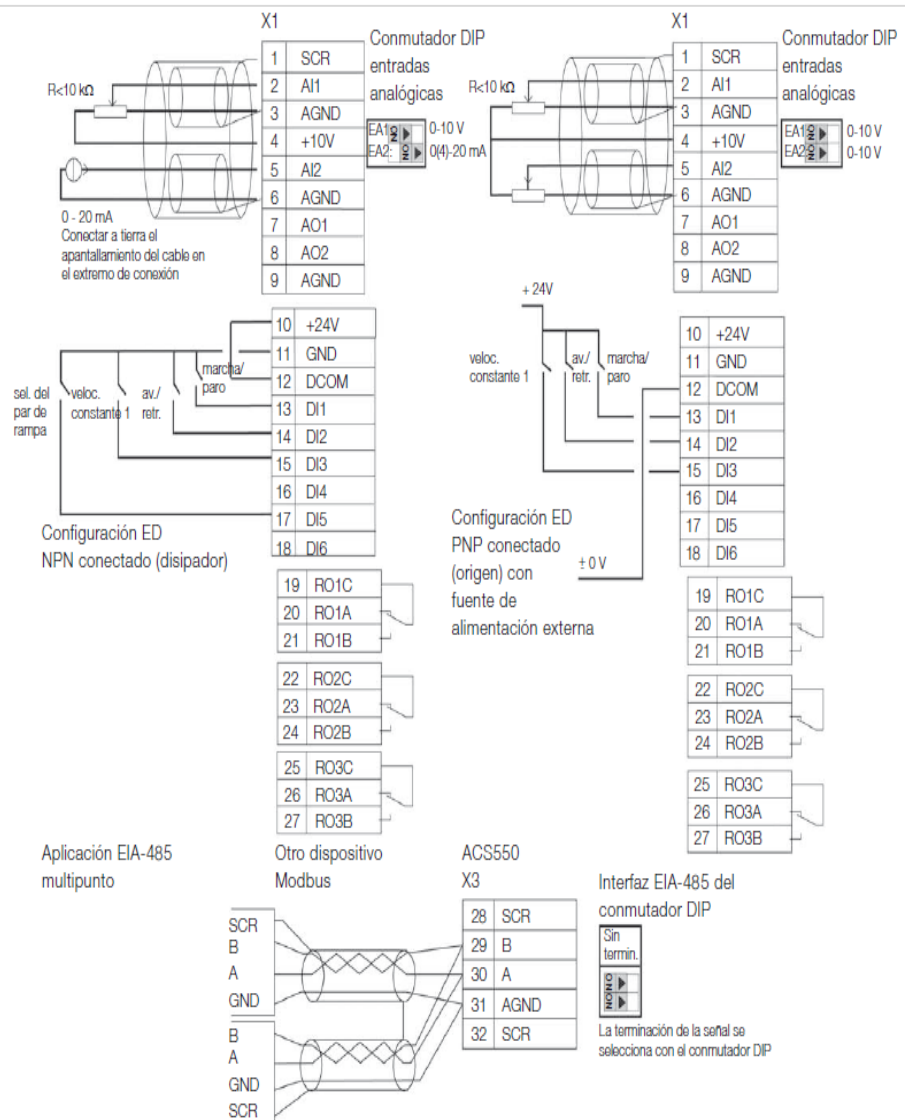 X1
Conmutador DIP
entradas
analógicas
R<10 kΩ
1 SCR
2 AI1
3 AGND
4 +10V
5 AI2
6 AGND
7 AO1
8 AO2
9 AGND
EA1: ON 0-10 V
EA2: ON 0(4)-20 mA
0 - 20 mA
Conectar a tierra el
apantallamiento del cable en
el extremo de conexión
X1
Conmutador DIP
entradas
analógicas
R<10 kΩ
1 SCR
2 AI1
3 AGND
4 +10V
5 AI2
6 AGND
7 AO1
8 AO2
9 AGND
EA1: ON 0-10 V
EA2: ON 0-10 V
10 +24V
11 GND
12 DCOM
13 DI1
14 DI2
15 DI3
16 DI4
17 DI5
18 DI6
sel. del
par de
rampa
veloc.
constante 1
av./
retr.
marcha/
paro
Configuración ED
NPN conectado (disipador)
+ 24V
veloc.
constante 1
av./
retr.
marcha/
paro
10 +24V
11 GND
12 DCOM
13 DI1
14 DI2
15 DI3
16 DI4
17 DI5
18 DI6
Configuración ED
PNP conectado
(origen) con
fuente de
alimentación externa
± 0 V
19 RO1C
20 RO1A
21 RO1B
22 RO2C
23 RO2A
24 RO2B
25 RO3C
26 RO3A
27 RO3B
19 RO1C
20 RO1A
21 RO1B
22 RO2C
23 RO2A
24 RO2B
25 RO3C
26 RO3A
27 RO3B
Aplicación EIA-485
multipunto
Otro dispositivo
Modbus
ACS550
X3
Interfaz EIA-485 del
conmutador DIP
SCR
B
A
GND
B
A
GND
SCR
28 SCR
29 B
30 A
31 AGND
32 SCR
Sin
termin.
ON
ON
La terminación de la señal se
selecciona con el conmutador DIP